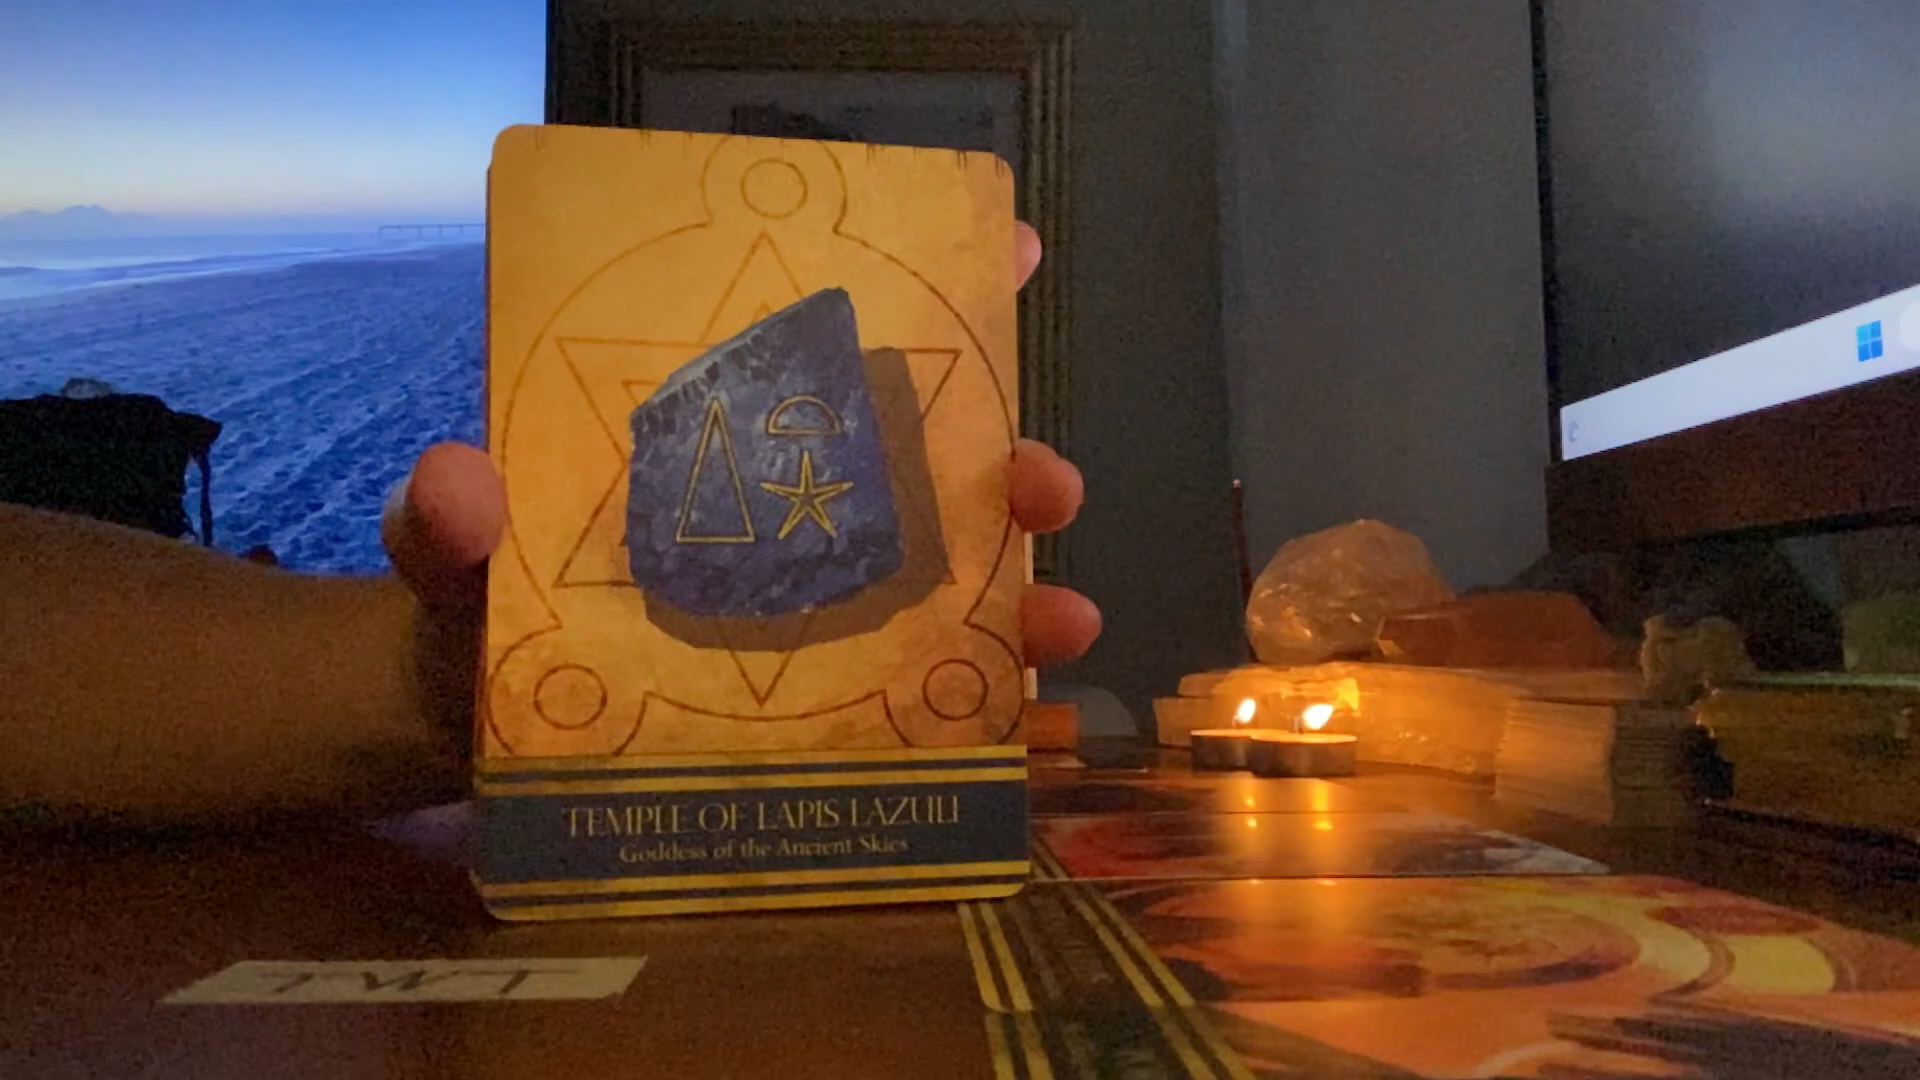 TEMPLE OF LAPIS LAZULI
Goddess of the Ancient Skies
TWT